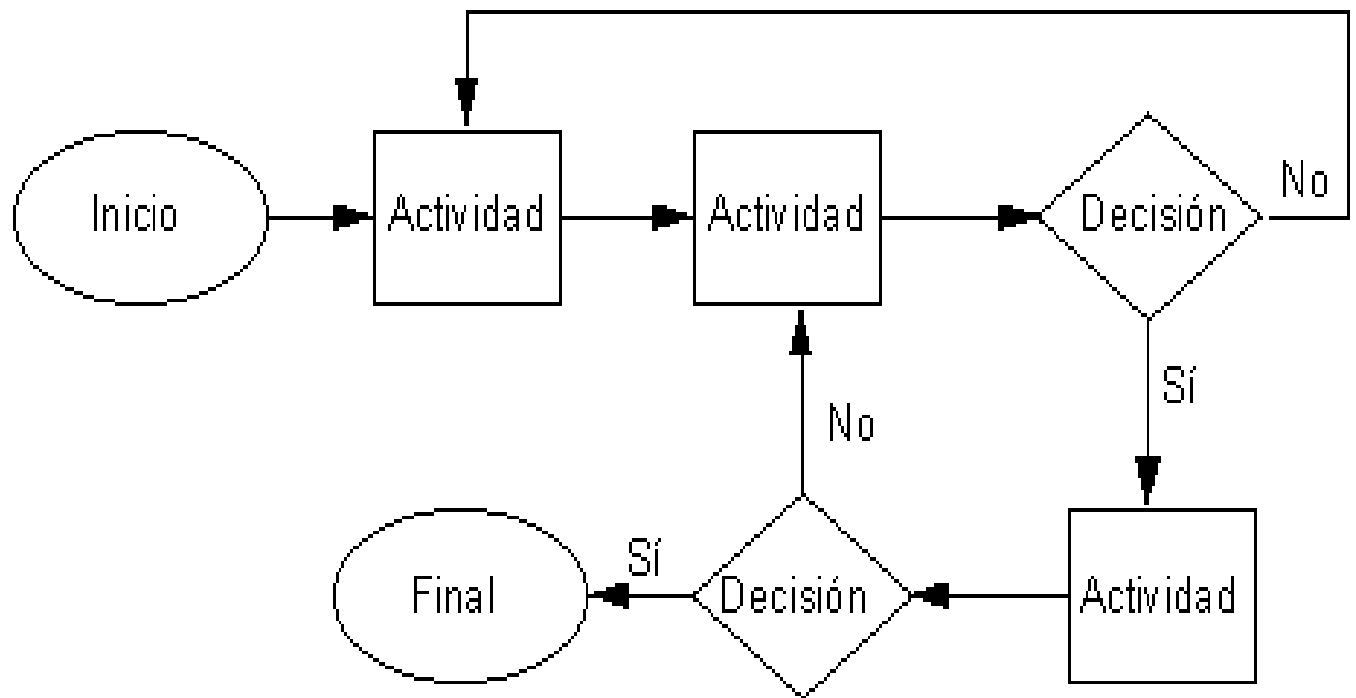 Inicio
Actividad
Actividad
Decisión
No
Sí
No
Final
Sí
Decisión
Actividad